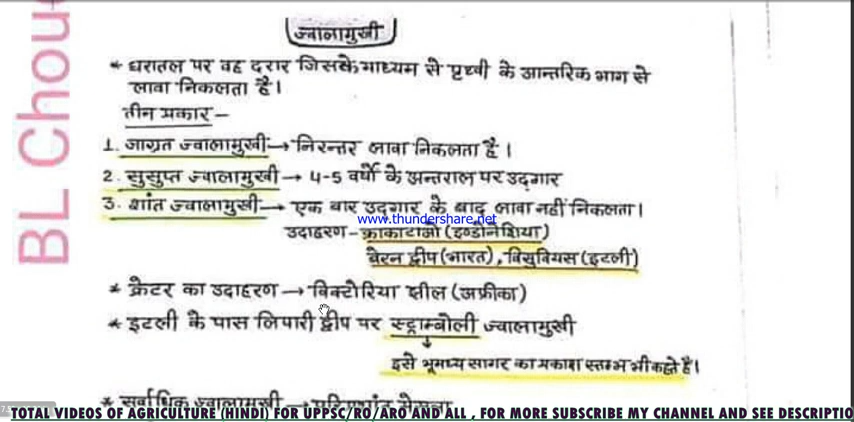 ज्वालामुखी
* धरातल पर वह दरार जिसके माध्यम से पृथ्वी के आन्तरिक भाग से
लावा निकलता है।
तीन प्रकार –
1. जाग्रत ज्वालामुखी → निरन्तर लावा निकलता है।
2. सुसुप्त ज्वालामुखी → 4-5 वर्षों के अन्तराल पर उद्‌गार
3. शांत ज्वालामुखी → एक बार उद्‌गार के बाद लावा नहीं निकलता।
www.thundershare.net
उदाहरण – क्राकाटाओ (इण्डोनेशिया)
बेरन द्वीप (भारत), विसुवियस (इटली)
* क्रेटर का उदाहरण → विक्टोरिया झील (अफ्रीका)
* इटली के पास लिपारी द्वीप पर स्ट्राम्बोली ज्वालामुखी
↓
इसे भूमध्य सागर का प्रकाश स्तम्भ भी कहते है।
* सर्वाधिक ज्वालामुखी →
TOTAL VIDEOS OF AGRICULTURE (HINDI) FOR UPPSC/RO/ARO AND ALL , FOR MORE SUBSCRIBE MY CHANNEL AND SEE DESCRIPTIO
BL Chou